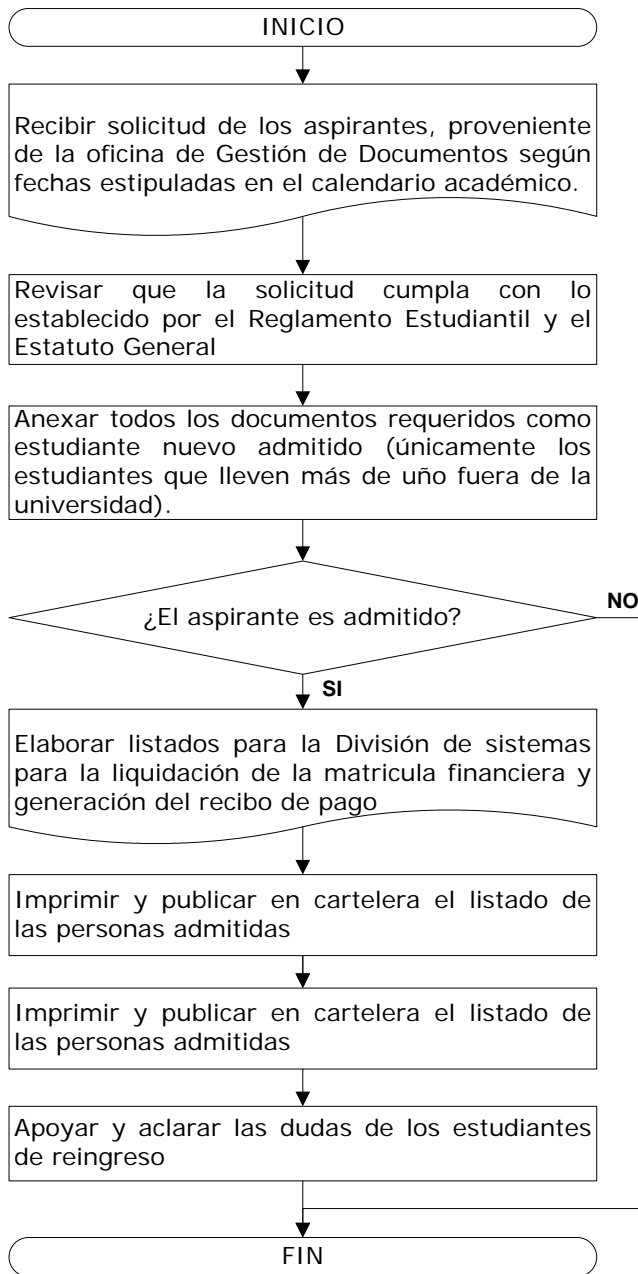 INICIO
Recibir solicitud de los aspirantes, proveniente
de la oficina de Gestión de Documentos según
fechas estipuladas en el calendario académico.
Revisar que la solicitud cumpla con lo
establecido por el Reglamento Estudiantil y el
Estatuto General
Anexar todos los documentos requeridos como
estudiante nuevo admitido (únicamente los
estudiantes que lleven más de uño fuera de la
universidad).
¿El aspirante es admitido?
NO
SI
Elaborar listados para la División de sistemas
para la liquidación de la matricula financiera y
generación del recibo de pago
Imprimir y publicar en cartelera el listado de
las personas admitidas
Imprimir y publicar en cartelera el listado de
las personas admitidas
Apoyar y aclarar las dudas de los estudiantes
de reingreso
FIN